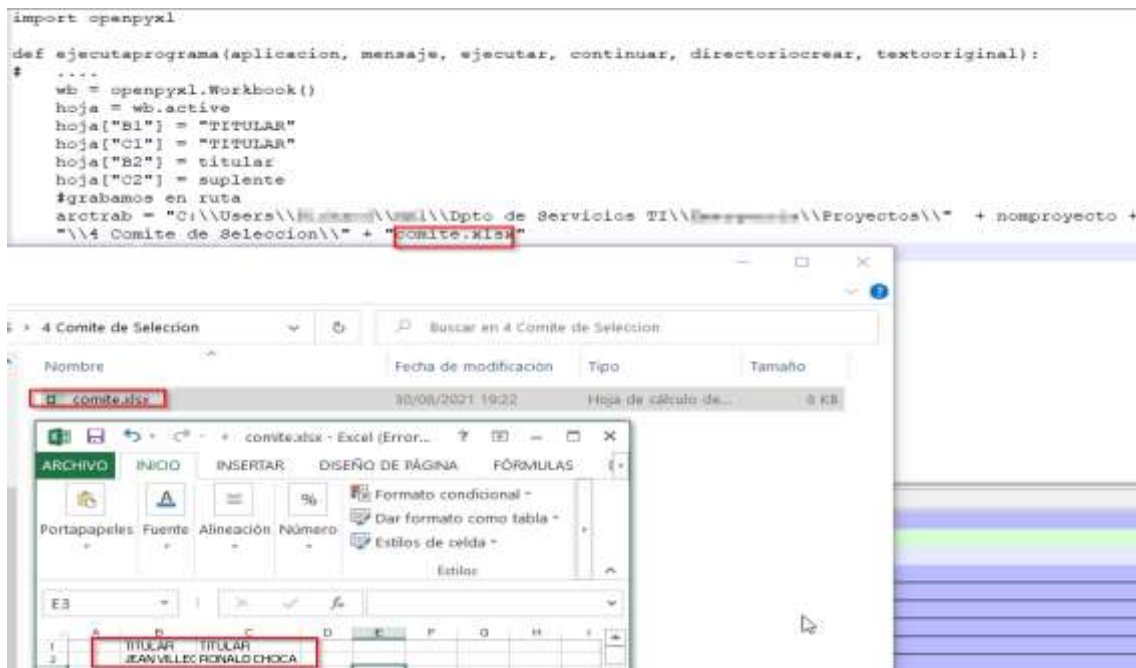 import openpyxl
def ejecutaprograma(aplicacion, mensaje, ejecutar, continuar, directoriocrear, textooriginal):
# ....
wb = openpyxl.Workbook()
hoja = wb.active
hoja["B1"] = "TITULAR"
hoja["C1"] = "TITULAR"
hoja["B2"] = titular
hoja["C2"] = suplente
#grabamos en ruta
arctrab = "C:\\Users\\ \\ \\Dpto de Servicios TI\\ \\Proyectos\\" + nomproyecto +
"\\4 Comite de Seleccion\\" + "comite.xlsx"
> 4 Comite de Seleccion
Buscar en 4 Comite de Seleccion
Nombre Fecha de modificación Tipo Tamaño
comite.xlsx 30/08/2021 19:22 Hoja de cálculo de... 8 KB
comite.xlsx - Excel (Error... ?
ARCHIVO INICIO INSERTAR DISEÑO DE PÁGINA FÓRMULAS
Portapapeles Fuente Alineación Número
%
Formato condicional
Dar formato como tabla
Estilos de celda
Estilos
E3 fx
A B C D E F G H I
1 TITULAR TITULAR
2 JEAN VILLEC RONALD CHOCA